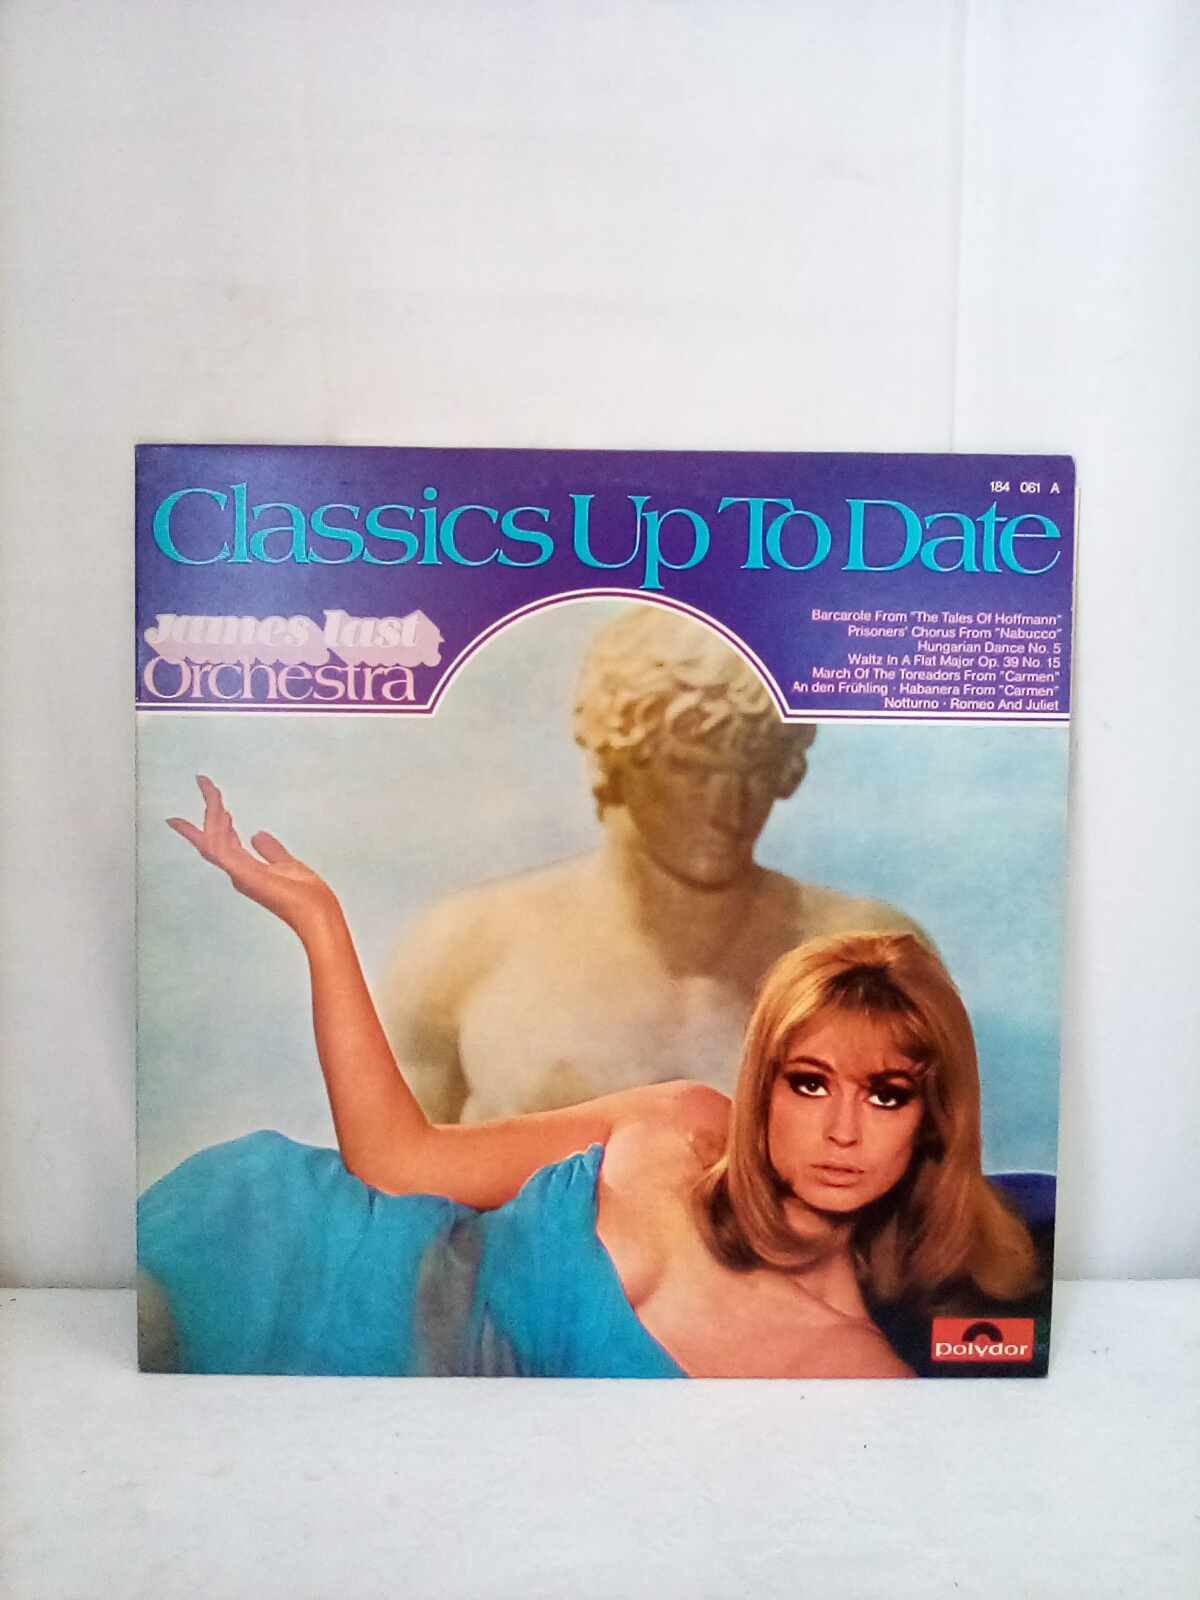 184 061 A
Classics Up To Date
james last
Orchestra
Barcarole From "The Tales Of Hoffmann"
Prisoners' Chorus From "Nabucco"
Hungarian Dance No. 5
Waltz In A Flat Major Op. 39 No. 15
March Of The Toreadors From "Carmen"
An den Frühling · Habanera From "Carmen"
Notturno · Romeo And Juliet
polydor